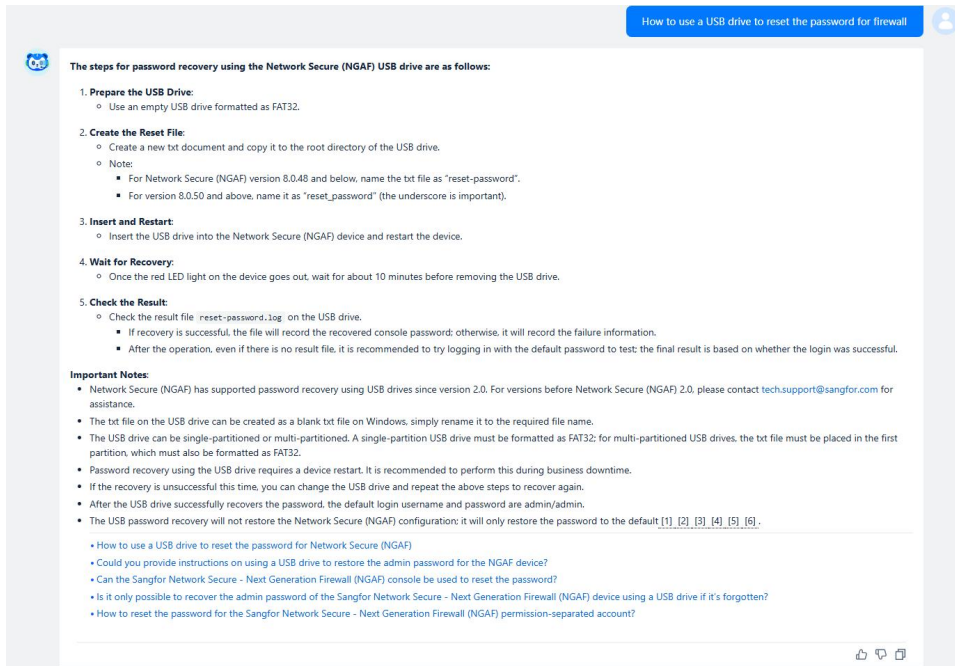 How to use a USB drive to reset the password for firewall
The steps for password recovery using the Network Secure (NGAF) USB drive are as follows:
1. Prepare the USB Drive:
Use an empty USB drive formatted as FAT32.
2. Create the Reset File:
Create a new txt document and copy it to the root directory of the USB drive.
Note:
For Network Secure (NGAF) version 8.0.48 and below, name the txt file as "reset-password".
For version 8.0.50 and above, name it as "reset_password" (the underscore is important).
3. Insert and Restart:
Insert the USB drive into the Network Secure (NGAF) device and restart the device.
4. Wait for Recovery:
Once the red LED light on the device goes out, wait for about 10 minutes before removing the USB drive.
5. Check the Result:
Check the result file reset-password.log on the USB drive.
If recovery is successful, the file will record the recovered console password; otherwise, it will record the failure information.
After the operation, even if there is no result file, it is recommended to try logging in with the default password to test; the final result is based on whether the login was successful.
Important Notes:
Network Secure (NGAF) has supported password recovery using USB drives since version 2.0. For versions before Network Secure (NGAF) 2.0, please contact tech.support@sangfor.com for
assistance.
The txt file on the USB drive can be created as a blank txt file on Windows, simply rename it to the required file name.
The USB drive can be single-partitioned or multi-partitioned. A single-partition USB drive must be formatted as FAT32; for multi-partitioned USB drives, the txt file must be placed in the first
partition, which must also be formatted as FAT32.
Password recovery using the USB drive requires a device restart. It is recommended to perform this during business downtime.
If the recovery is unsuccessful this time, you can change the USB drive and repeat the above steps to recover again.
After the USB drive successfully recovers the password, the default login username and password are admin/admin.
The USB password recovery will not restore the Network Secure (NGAF) configuration; it will only restore the password to the default [1] [2] [3] [4] [5] [6] .
• How to use a USB drive to reset the password for Network Secure (NGAF)
• Could you provide instructions on using a USB drive to restore the admin password for the NGAF device?
• Can the Sangfor Network Secure - Next Generation Firewall (NGAF) console be used to reset the password?
• Is it only possible to recover the admin password of the Sangfor Network Secure - Next Generation Firewall (NGAF) device using a USB drive if it's forgotten?
• How to reset the password for the Sangfor Network Secure - Next Generation Firewall (NGAF) permission-separated account?